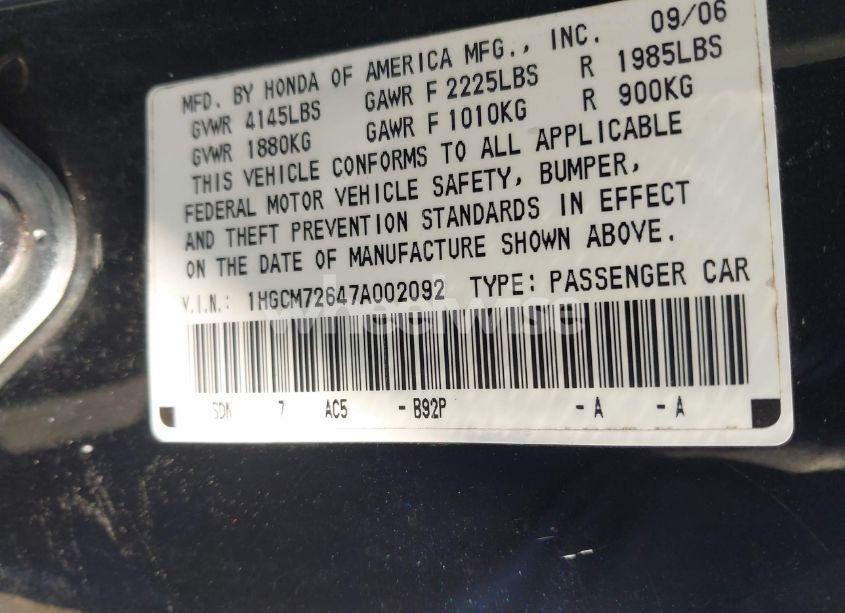 09/06
MFD. BY HONDA OF AMERICA MFG., INC.
GVWR 4145LBS GAWR F 2225LBS R 1985LBS
GVWR 1880KG GAWR F 1010KG R 900KG
THIS VEHICLE CONFORMS TO ALL APPLICABLE
FEDERAL MOTOR VEHICLE SAFETY, BUMPER,
AND THEFT PREVENTION STANDARDS IN EFFECT
ON THE DATE OF MANUFACTURE SHOWN ABOVE.
V.I.N.: 1HGCM72647A002092 TYPE: PASSENGER CAR
wheelwise
SDN 7 AC5 - B92P - A - A